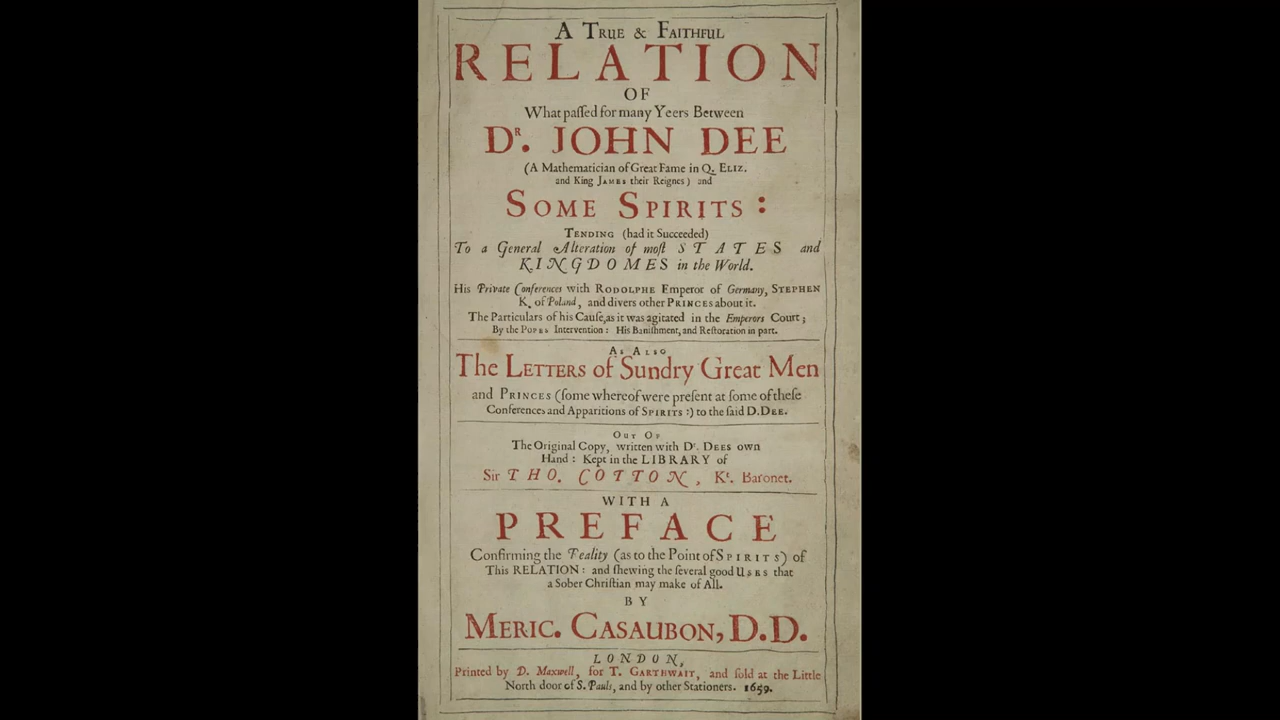 A TRUE & FAITHFUL
RELATION
OF
What paſſed for many Yeers Between
Dʳ. JOHN DEE
(A Mathematician of Great Fame in Q. ELIZ.
and King JAMES their Reignes) and
SOME SPIRITS:
TENDING (had it Succeeded)
To a General Alteration of moſt STATES and
KINGDOMES in the World.
His Private Conferences with RODOLPHE Emperor of Germany, STEPHEN
K. of Poland, and divers other PRINCES about it.
The Particulars of his Cauſe, as it was agitated in the Emperors Court;
By the POPES Intervention: His Baniſhment, and Reſtoration in part.
AS ALSO
The LETTERS of Sundry Great Men
and PRINCES (ſome whereof were preſent at ſome of theſe
Conferences and Apparitions of SPIRITS:) to the ſaid D. DEE.
OUT OF
The Original Copy, written with Dʳ. DEES own
Hand: Kept in the LIBRARY of
Sir THO. COTTON, Kᵗ. Baronet.
WITH A
PREFACE
Confirming the Reality (as to the Point of SPIRITS) of
This RELATION: and ſhewing the ſeveral good USES that
a Sober Chriſtian may make of All.
BY
MERIC. CASAUBON, D.D.
LONDON,
Printed by D. Maxwell, for T. GARTHWAIT, and ſold at the Little
North door of S. Pauls, and by other Stationers. 1659.